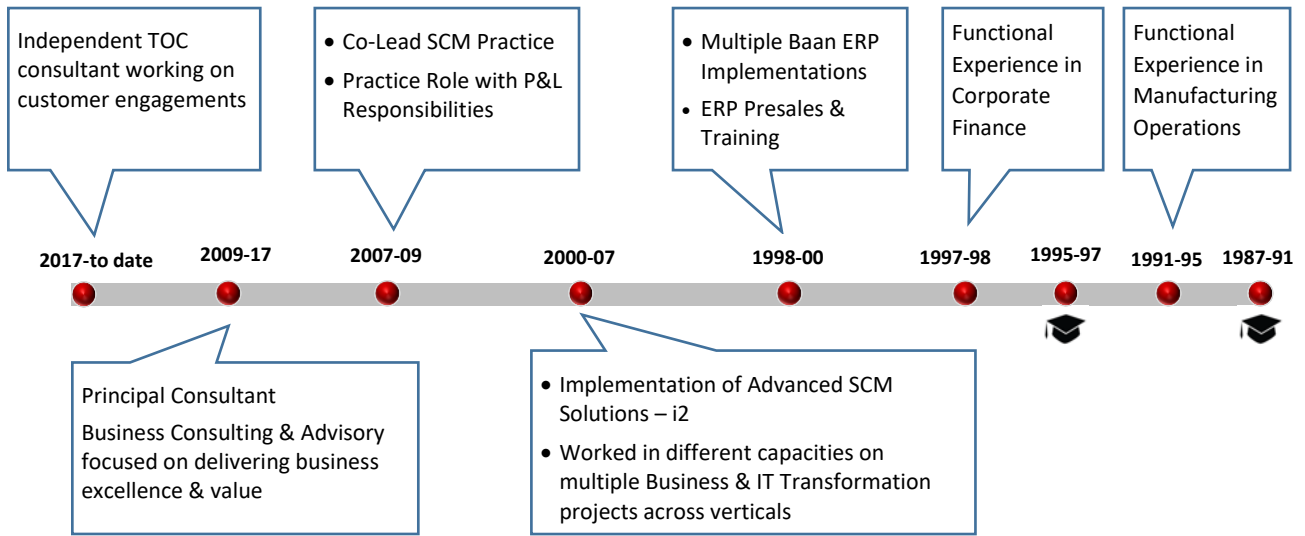 Independent TOC
consultant working on
customer engagements
• Co-Lead SCM Practice
• Practice Role with P&L
Responsibilities
• Multiple Baan ERP
Implementations
• ERP Presales &
Training
Functional
Experience in
Corporate
Finance
Functional
Experience in
Manufacturing
Operations
2017-to date
2009-17
2007-09
2000-07
1998-00
1997-98
1995-97
1991-95
1987-91
Principal Consultant
Business Consulting & Advisory
focused on delivering business
excellence & value
• Implementation of Advanced SCM
Solutions – i2
• Worked in different capacities on
multiple Business & IT Transformation
projects across verticals